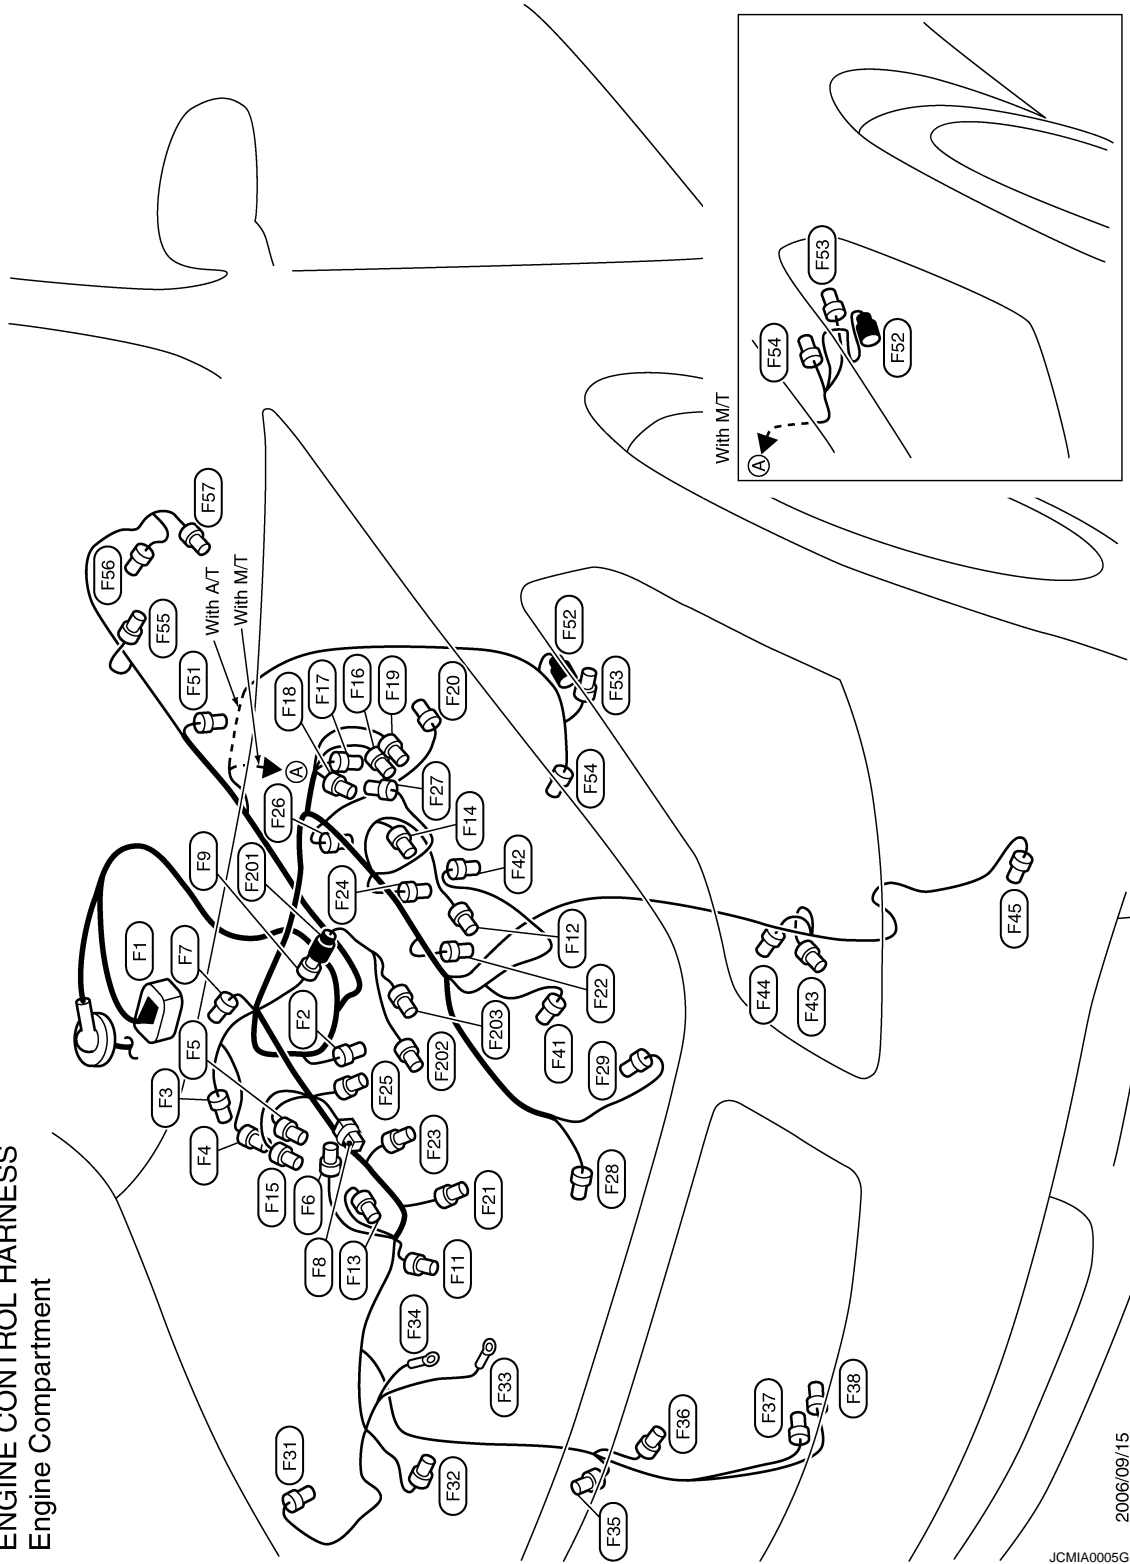 ENGINE CONTROL HARNESS
Engine Compartment
F31
F32
F35
F36
F37
F38
F34
F33
F8
F13
F11
F15
F6
F21
F28
F4
F23
F3
F25
F29
F5
F202
F2
F203
F41
F7
F1
F22
F44
F43
F12
F45
F9
F201
F24
F42
F26
F14
F27
F54
A
F18
F17
F16
F19
F20
F51
F53
F52
F55
F56
With A/T
With M/T
F57
With M/T
A
F54
F52
F53
2006/09/15
JCMIA0005G